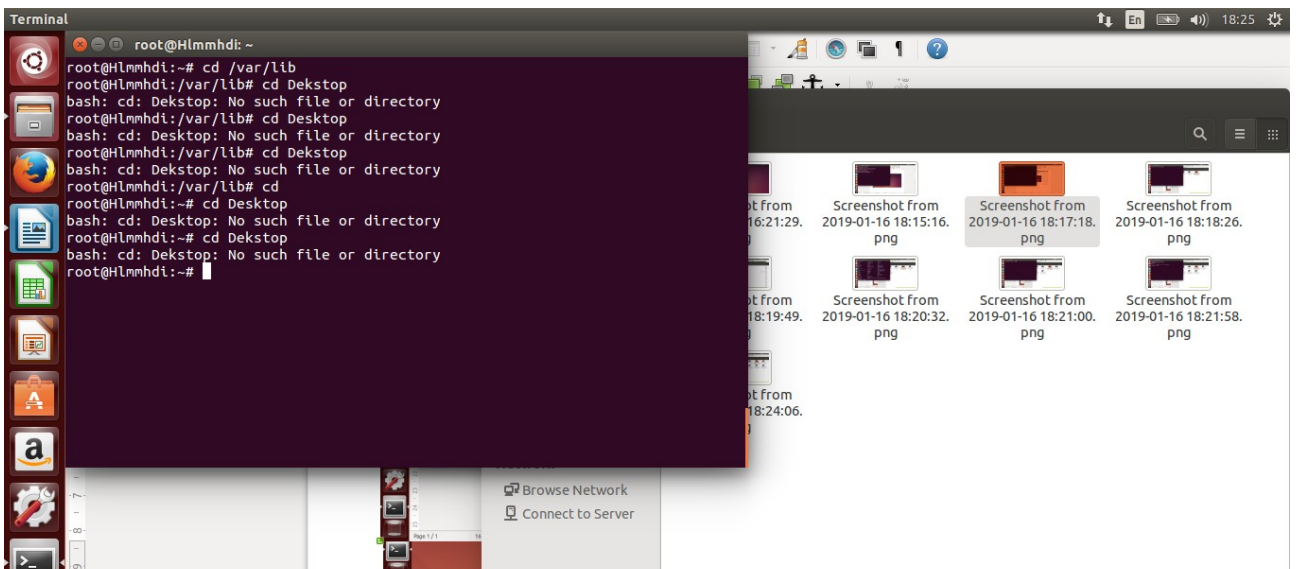 Terminal
En
18:25
root@Hlmmhdi: ~
root@Hlmmhdi:~# cd /var/lib
root@Hlmmhdi:/var/lib# cd Dekstop
bash: cd: Dekstop: No such file or directory
root@Hlmmhdi:/var/lib# cd Desktop
bash: cd: Desktop: No such file or directory
root@Hlmmhdi:/var/lib# cd Dekstop
bash: cd: Dekstop: No such file or directory
root@Hlmmhdi:/var/lib# cd
root@Hlmmhdi:~# cd Desktop
bash: cd: Desktop: No such file or directory
root@Hlmmhdi:~# cd Dekstop
bash: cd: Dekstop: No such file or directory
root@Hlmmhdi:~#
from
16:21:29.
Screenshot from
2019-01-16 18:15:16.
png
Screenshot from
2019-01-16 18:17:18.
png
Screenshot from
2019-01-16 18:18:26.
png
from
18:19:49.
Screenshot from
2019-01-16 18:20:32.
png
Screenshot from
2019-01-16 18:21:00.
png
Screenshot from
2019-01-16 18:21:58.
png
from
18:24:06.
Browse Network
Connect to Server
Page 1 / 1